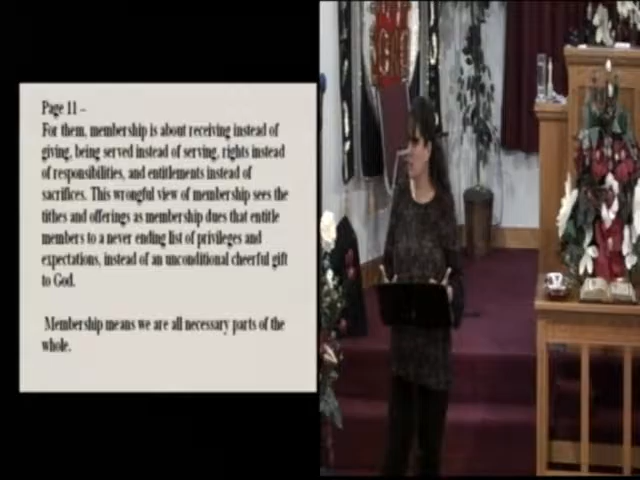 Page 11 –
For them, membership is about receiving instead of
giving, being served instead of serving, rights instead
of responsibilities, and entitlements instead of
sacrifices. This wrongful view of membership sees the
tithes and offerings as membership dues that entitle
members to a never ending list of privileges and
expectations, instead of an unconditional cheerful gift
to God.
Membership means we are all necessary parts of the
whole.